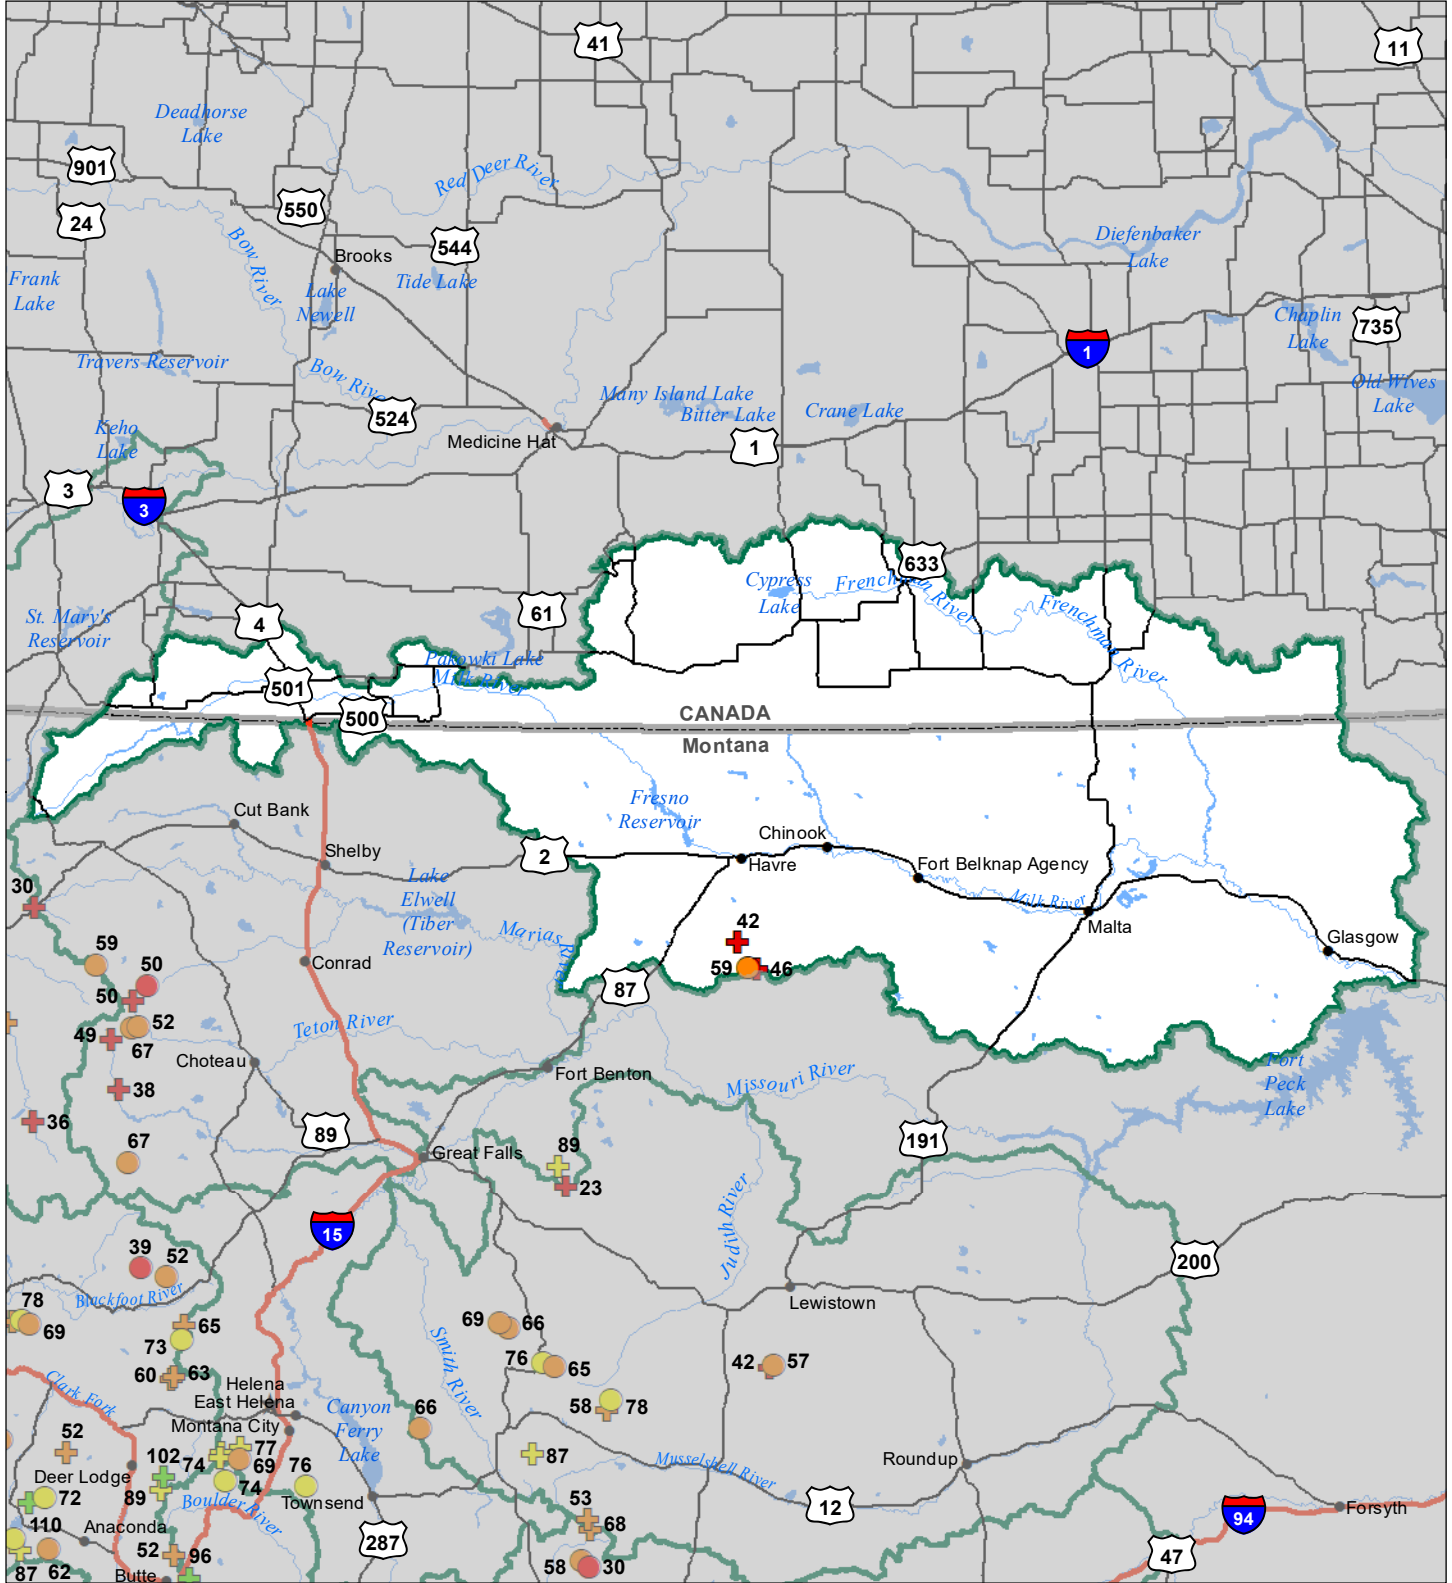 41
11
Deadhorse
Lake
901
Red Deer River
550
24
544
Bow River
Diefenbaker
Lake
Brooks
Frank
Lake
Tide Lake
Lake
Newell
Chaplin
Lake
735
1
Travers Reservoir
Bow River
Old Wives
Lake
Many Island Lake
Bitter Lake
Crane Lake
524
Keho
Lake
Medicine Hat
1
3
3
633
Cypress
Lake
Frenchman River
Frenchman River
61
St. Mary's
Reservoir
4
Pakowki Lake
Milk River
501
500
CANADA
Montana
Fresno
Reservoir
Cut Bank
Chinook
Shelby
2
Havre
Fort Belknap Agency
Lake
Elwell
(Tiber
Reservoir)
30
Milk River
Marias River
42
Malta
Glasgow
59
50
Conrad
59
46
87
50
52
49
67
Teton River
Choteau
Fort Benton
Missouri River
Fort
Peck
Lake
38
36
89
191
67
Great Falls
89
23
Judith River
15
39
52
200
Blackfoot River
78
69
Lewistown
65
73
69
66
Smith River
60
63
76
65
42
57
Clark Fork
Helena
East Helena
Montana City
Canyon
Ferry
Lake
66
58
78
52
77
74
69
87
Musselshell River
Roundup
102
Deer Lodge
76
72
89
74
Boulder River
Townsend
53
68
12
94
Forsyth
110
Anaconda
287
52
96
47
87
62
Butte
58
30